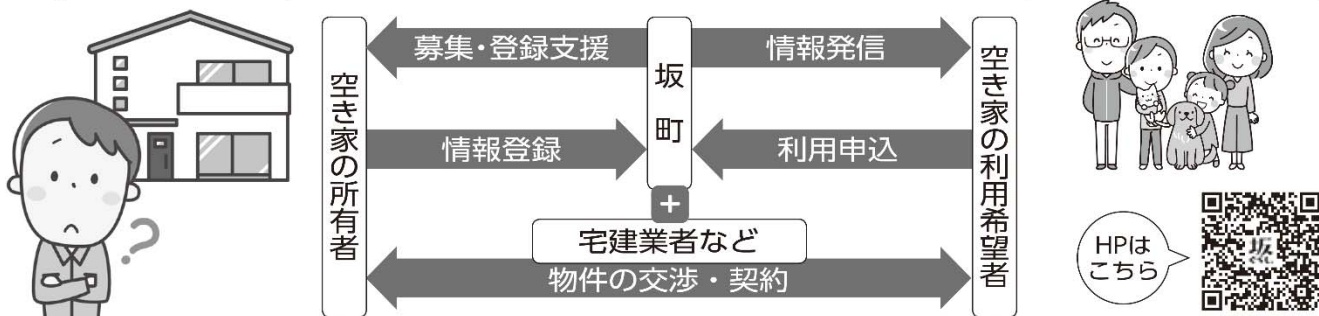 空き家の所有者
募集・登録支援
情報登録
坂町
情報発信
利用申込
空き家の利用希望者
+
宅建業者など
物件の交渉・契約
?
HPは
こちら
坂